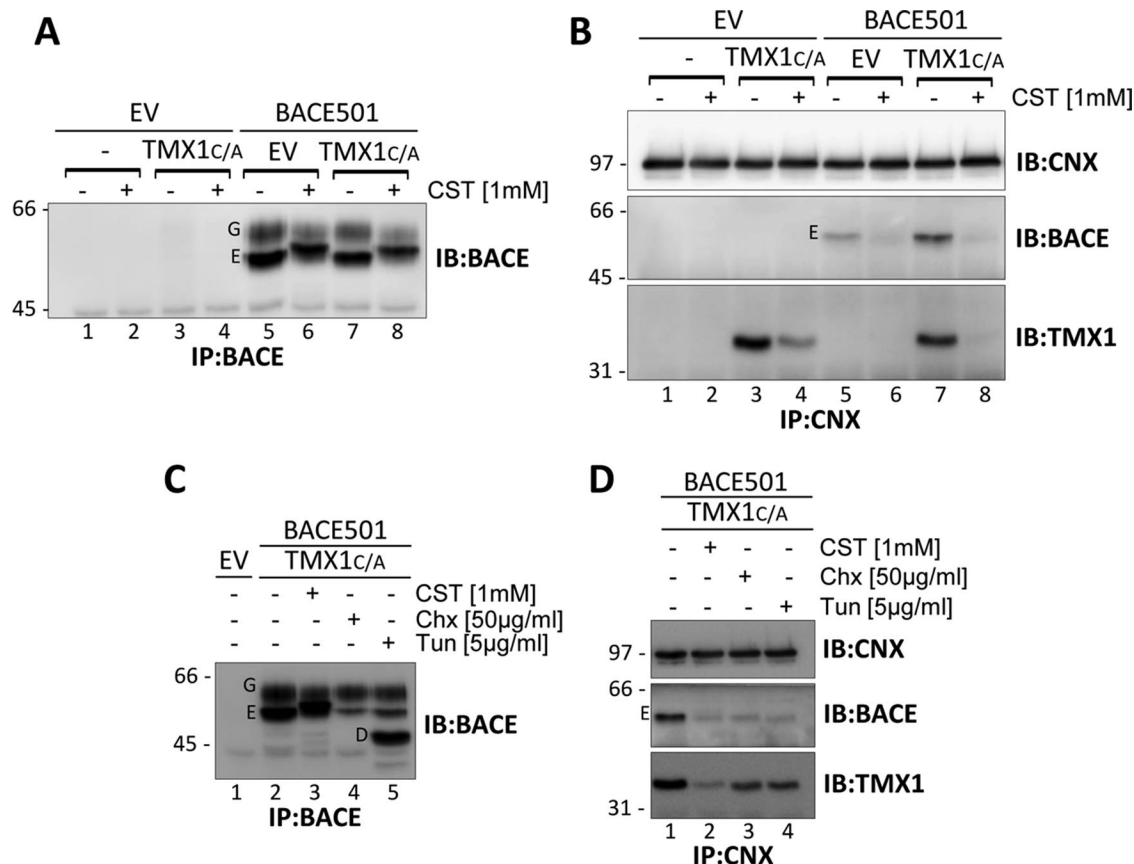 A
EV BACE501
- TMX1C/A EV TMX1C/A
- + - + - + - + CST [1mM]
66 -
G
E
IB:BACE
45 -
1 2 3 4 5 6 7 8
IP:BACE
B
EV BACE501
- TMX1C/A EV TMX1C/A
- + - + - + - + CST [1mM]
97 - IB:CNX
66 -
E IB:BACE
45 -
IB:TMX1
31 -
1 2 3 4 5 6 7 8
IP:CNX
C
BACE501
EV TMX1C/A
- - + - - CST [1mM]
- - - + - Chx [50µg/ml]
- - - - + Tun [5µg/ml]
66 -
G
E
IB:BACE
D
45 -
1 2 3 4 5
IP:BACE
D
BACE501
TMX1C/A
- + - - CST [1mM]
- - + - Chx [50µg/ml]
- - - + Tun [5µg/ml]
97 - IB:CNX
66 -
E IB:BACE
IB:TMX1
31 -
1 2 3 4
IP:CNX